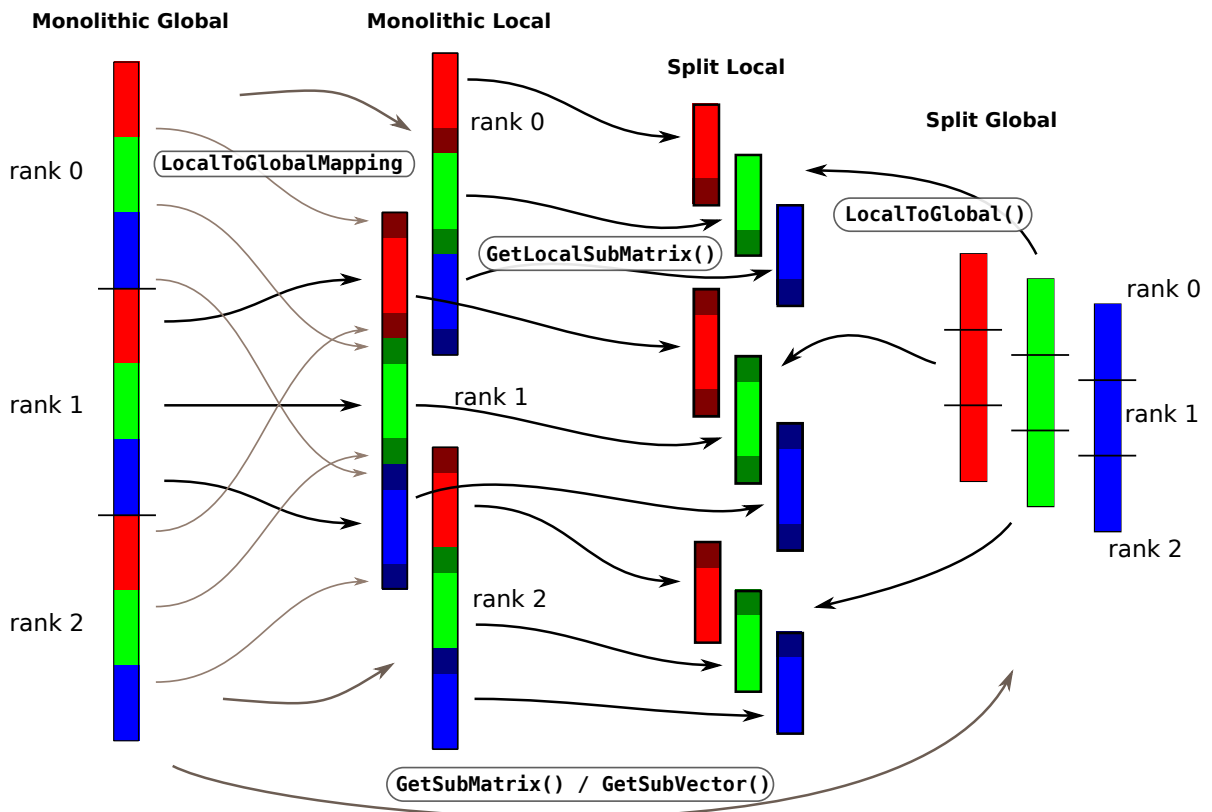 Monolithic Global
Monolithic Local
Split Local
Split Global
rank 0
rank 1
rank 2
LocalToGlobalMapping
rank 0
rank 1
rank 2
GetLocalSubMatrix()
LocalToGlobal()
rank 0
rank 1
rank 2
GetSubMatrix() / GetSubVector()